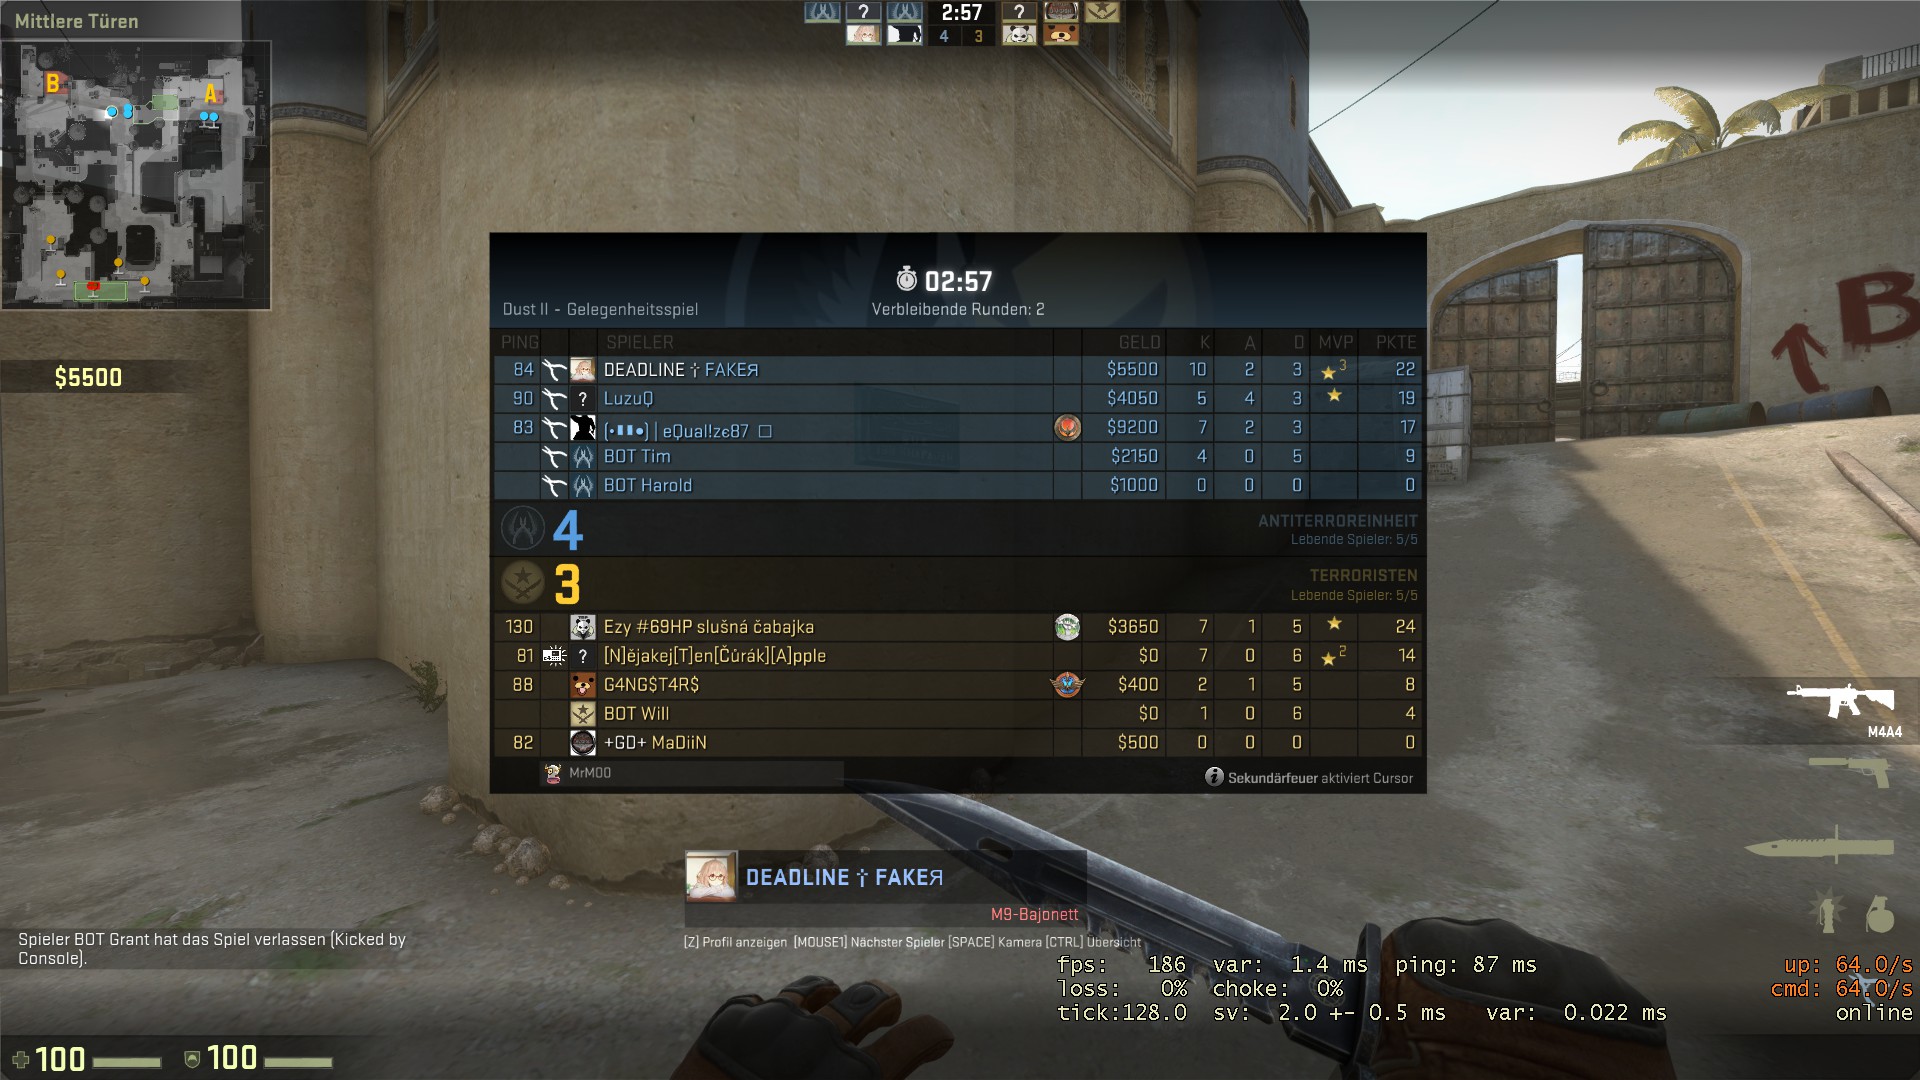 Mittlere Türen
B
A
? 2:57 ?
4 3
$5500
02:57
Dust II - Gelegenheitsspiel
Verbleibende Runden: 2
PING SPIELER GELD K A D MVP PKTE
84 DEADLINE † FAKEЯ $5500 10 2 3 ★3 22
90 ? LuzuQ $4050 5 4 3 ★ 19
83 (•▮▮●) | eQual!zє87 □ $9200 7 2 3 17
BOT Tim $2150 4 0 5 9
BOT Harold $1000 0 0 0 0
4 ANTITERROREINHEIT
Lebende Spieler: 5/5
3 TERRORISTEN
Lebende Spieler: 5/5
130 Ezy #69HP slušná čabajka $3650 7 1 5 ★ 24
81 ? [N]ějakej[T]en[Čůrák][A]pple $0 7 0 6 ★2 14
88 G4NG$T4R$ $400 2 1 5 8
BOT Will $0 1 0 6 4
82 +GD+ MaDiiN $500 0 0 0 0
MrM00
Sekundärfeuer aktiviert Cursor
B
M4A4
DEADLINE † FAKEЯ
M9-Bajonett
[Z] Profil anzeigen [MOUSE1] Nächster Spieler [SPACE] Kamera [CTRL] Übersicht
Spieler BOT Grant hat das Spiel verlassen (Kicked by
Console).
fps: 186 var: 1.4 ms ping: 87 ms
loss: 0% choke: 0%
tick:128.0 sv: 2.0 +- 0.5 ms var: 0.022 ms
up: 64.0/s
cmd: 64.0/s
online
100 100